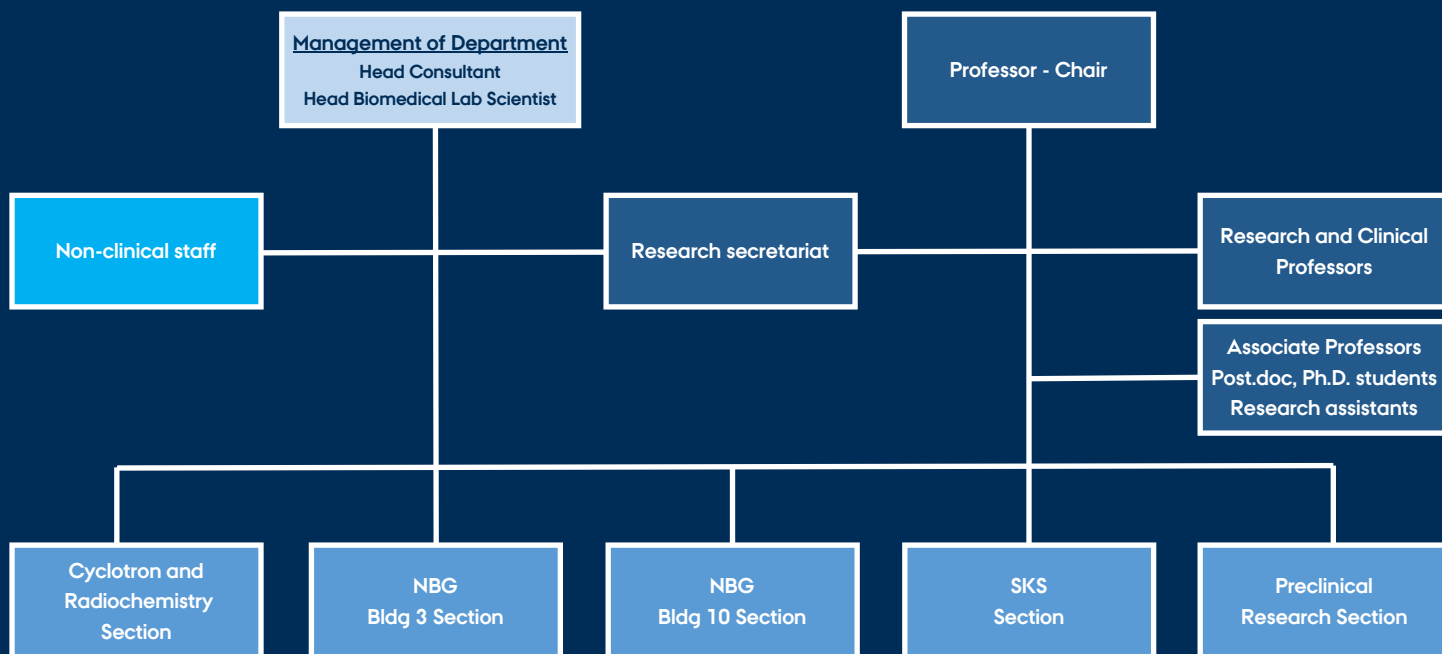 Management of Department
Head Consultant
Head Biomedical Lab Scientist
Professor - Chair
Non-clinical staff
Research secretariat
Research and Clinical
Professors
Associate Professors
Post.doc, Ph.D. students
Research assistants
Cyclotron and
Radiochemistry
Section
NBG
Bldg 3 Section
NBG
Bldg 10 Section
SKS
Section
Preclinical
Research Section